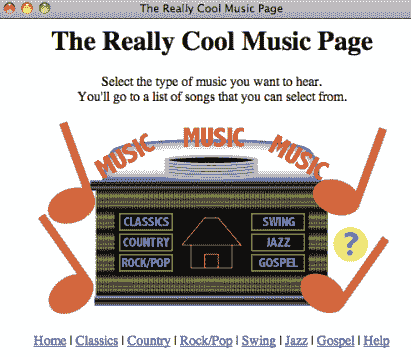 The Really Cool Music Page
The Really Cool Music Page
Select the type of music you want to hear.
You'll go to a list of songs that you can select from.
MUSIC MUSIC MUSIC
CLASSICS SWING
COUNTRY JAZZ ?
ROCK/POP GOSPEL
Home | Classics | Country | Rock/Pop | Swing | Jazz | Gospel | Help